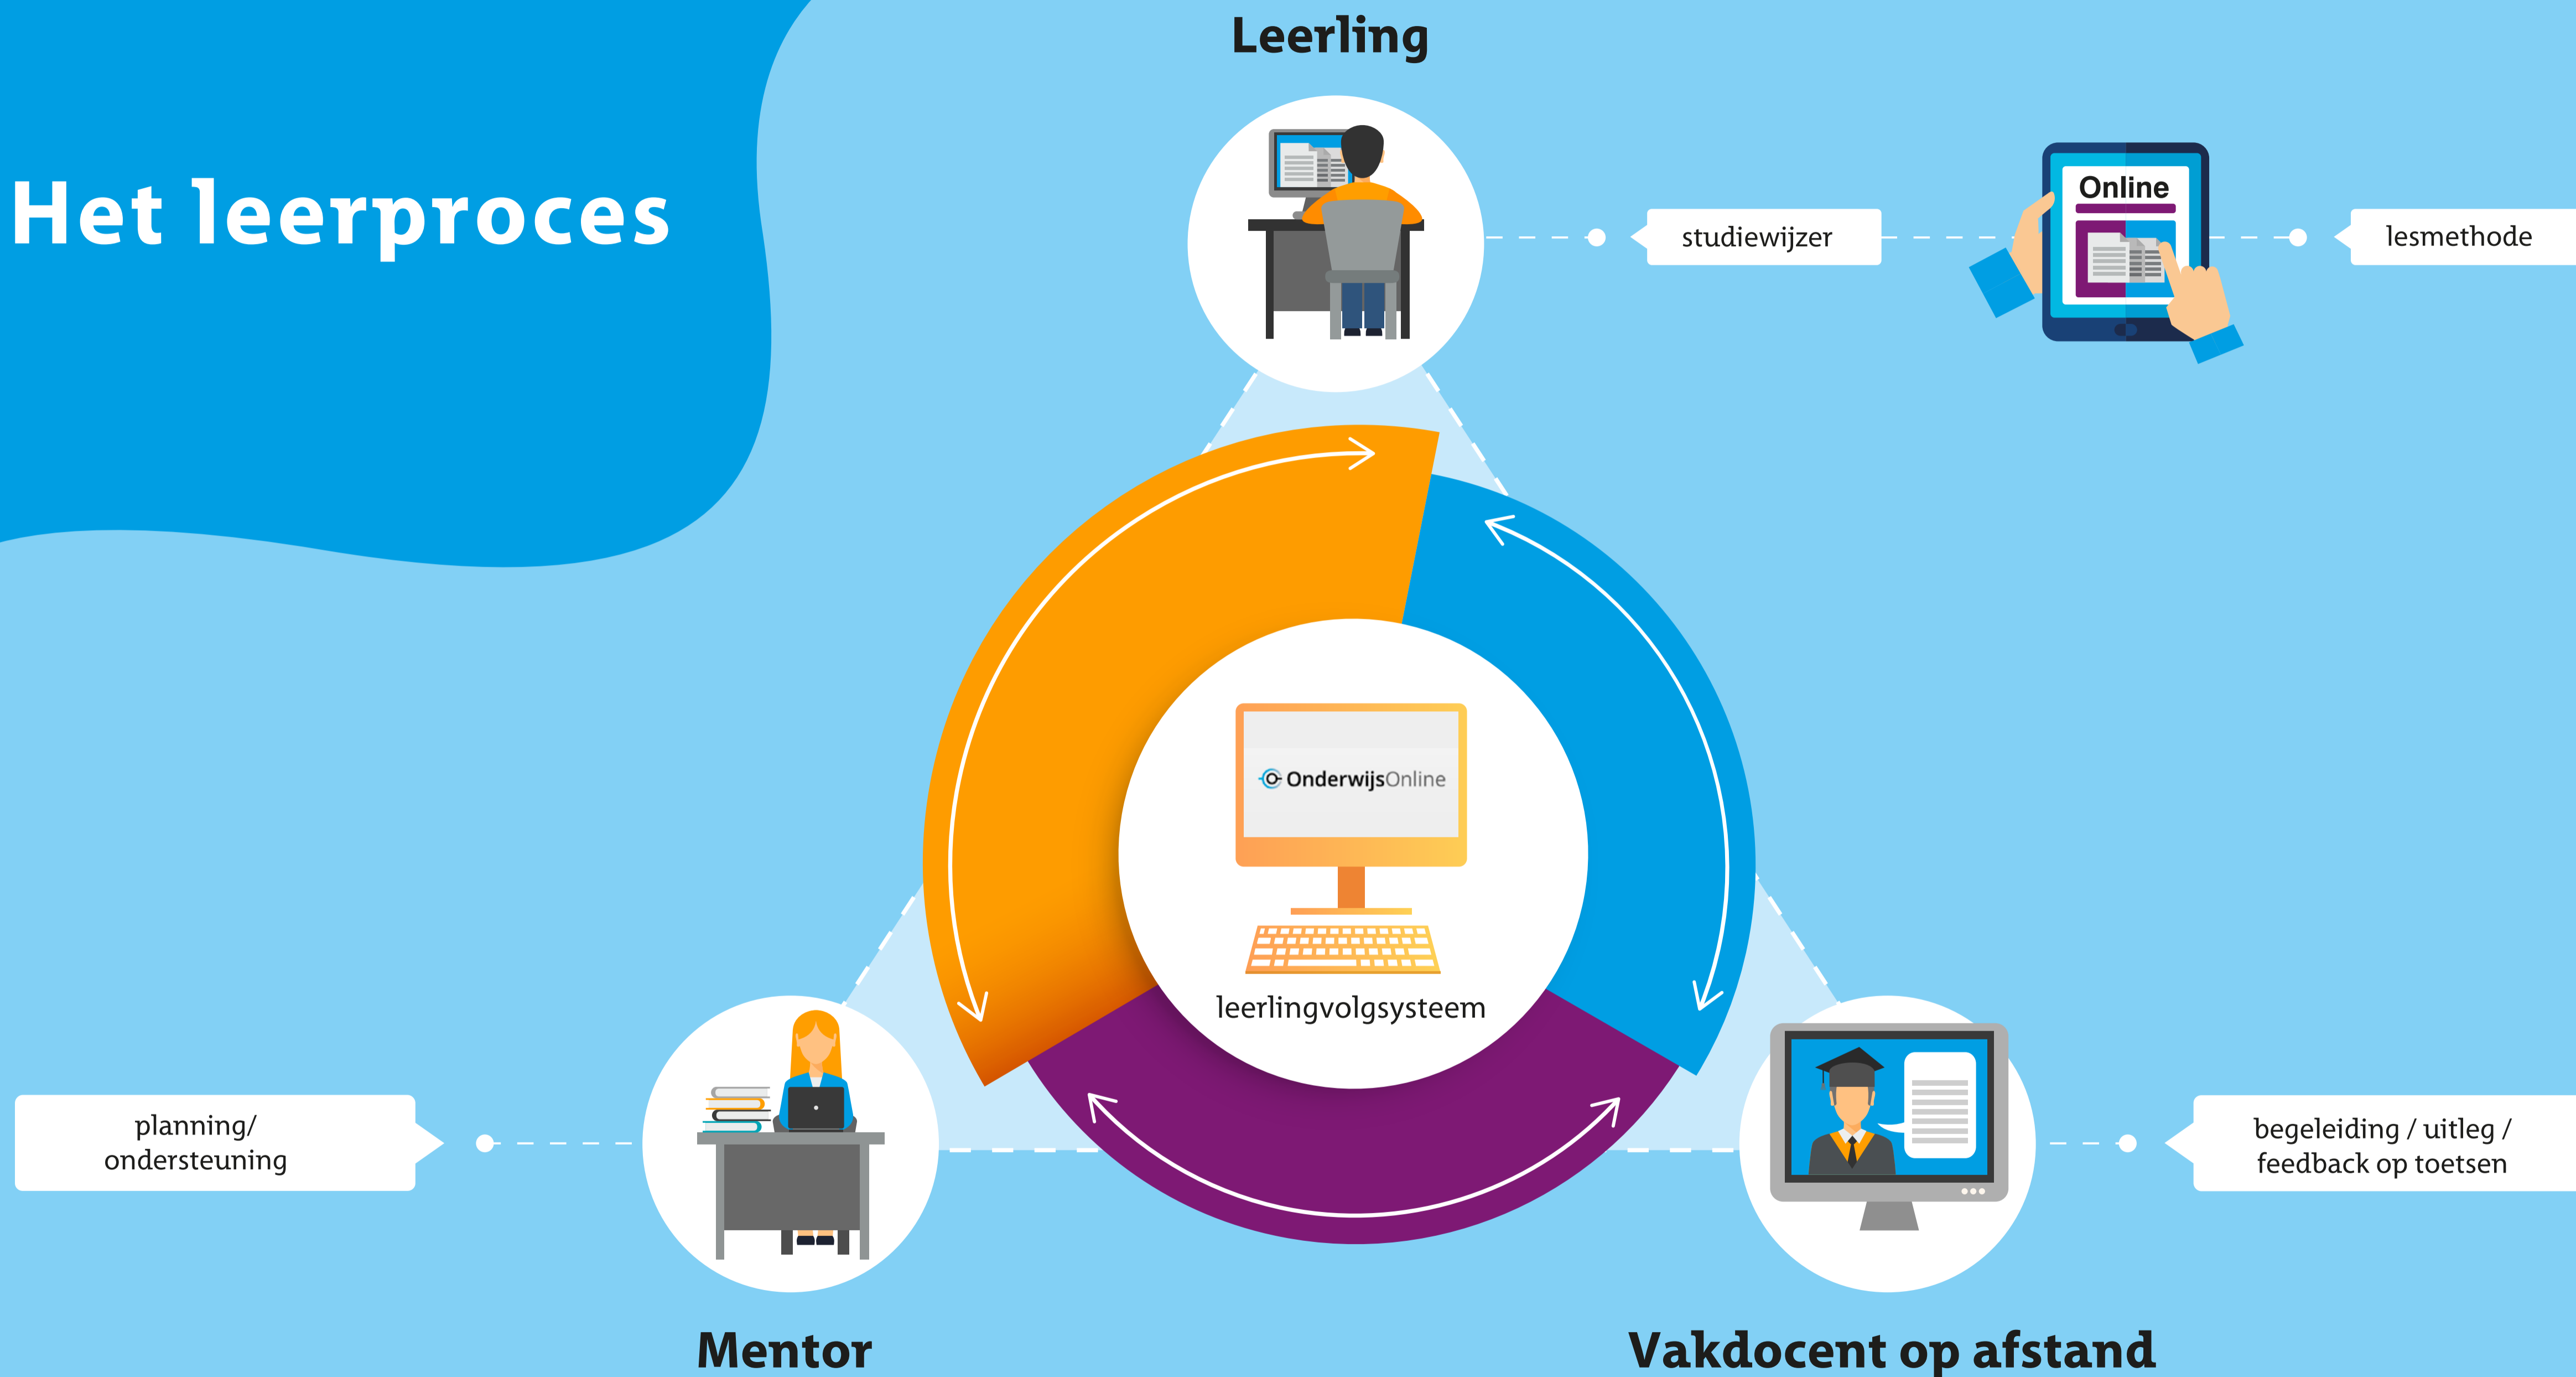 Leerling
Het leerproces
Online
studiewijzer
lesmethode
OnderwijsOnline
leerlingvolgsysteem
planning/
ondersteuning
begeleiding / uitleg /
feedback op toetsen
Mentor
Vakdocent op afstand